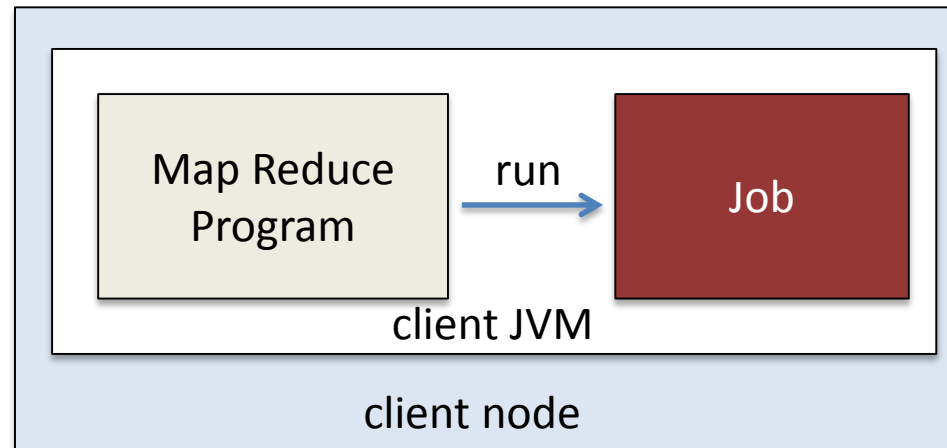 Map Reduce
Program
run
Job
client JVM
client node